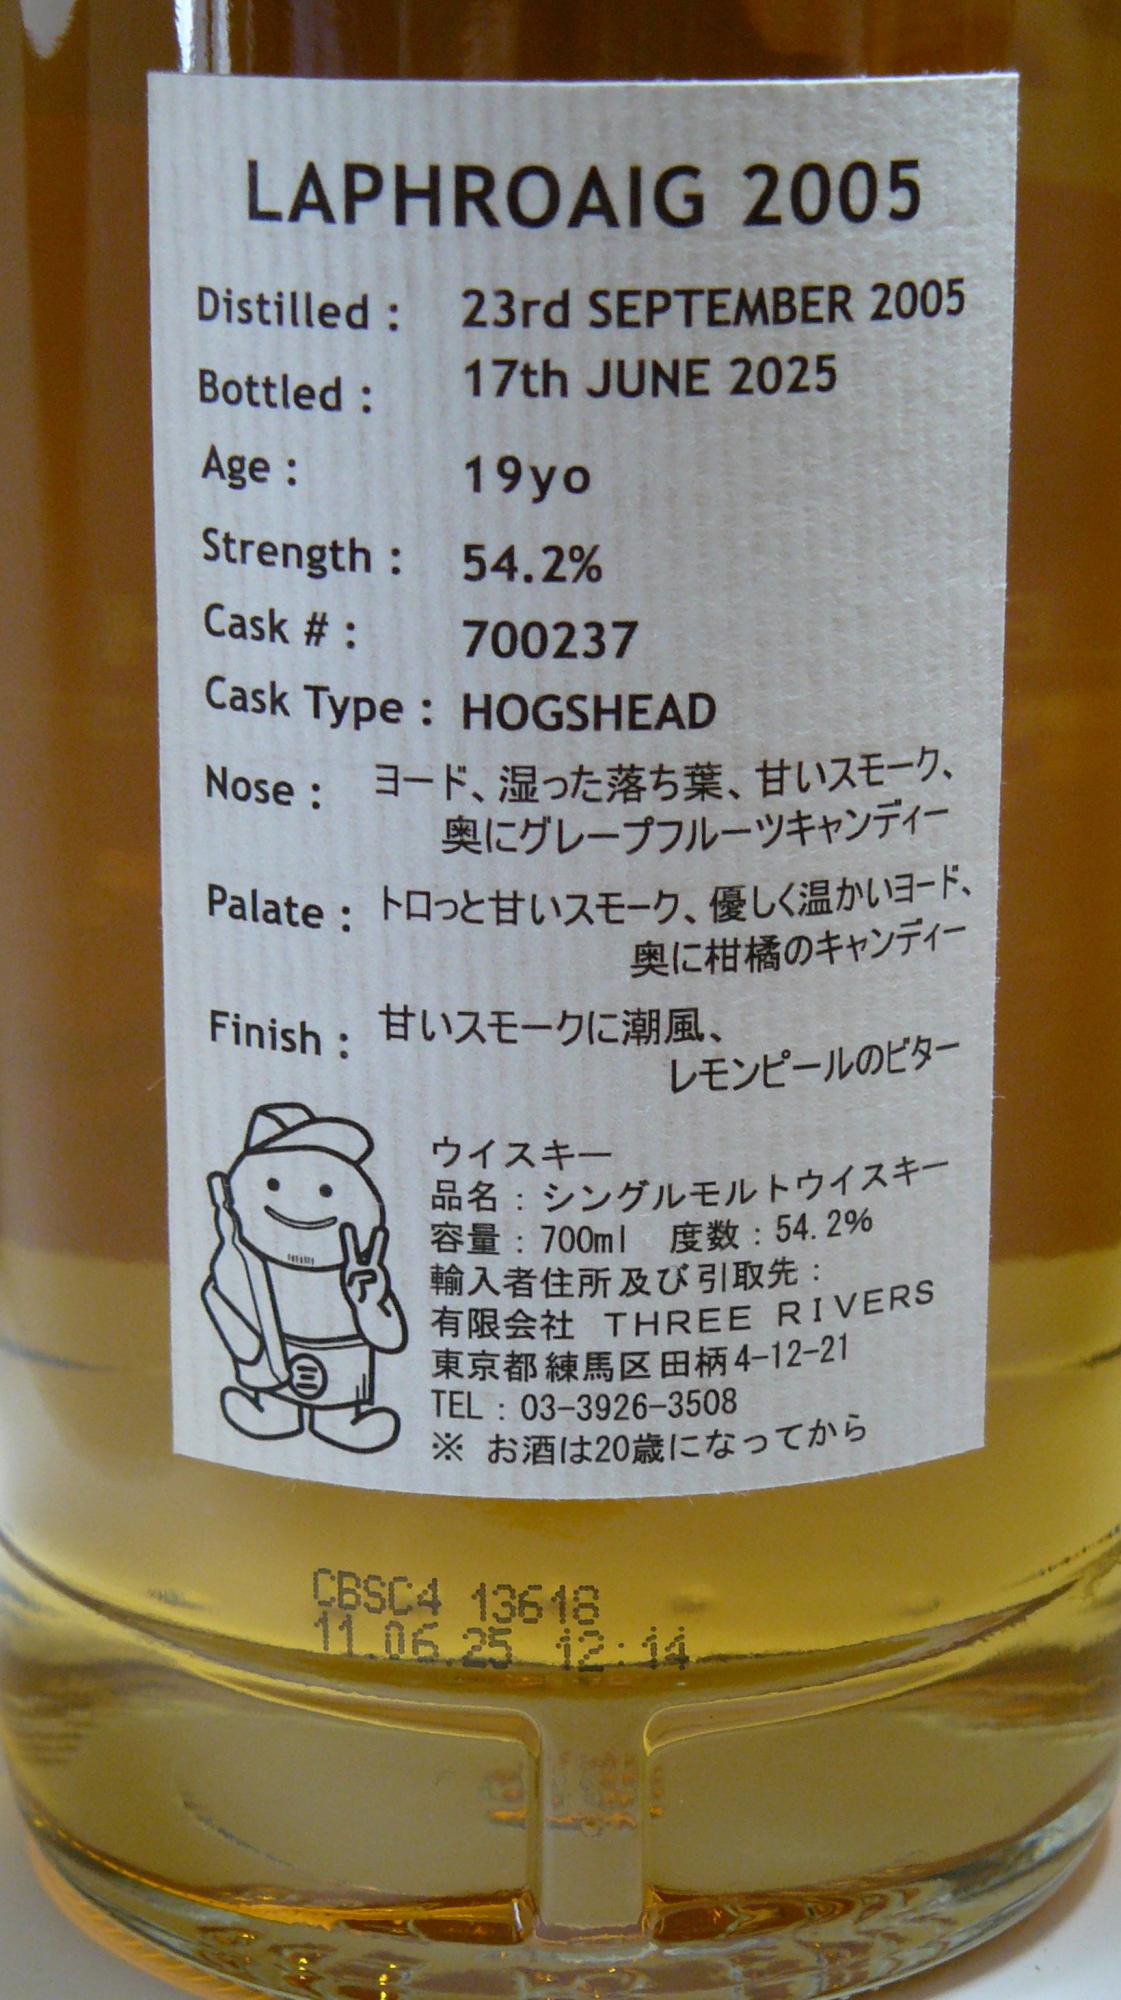 LAPHROAIG 2005
Distilled : 23rd SEPTEMBER 2005
Bottled : 17th JUNE 2025
Age : 19yo
Strength : 54.2%
Cask # : 700237
Cask Type : HOGSHEAD
Nose : ヨード、湿った落ち葉、甘いスモーク、
奥にグレープフルーツキャンディー
Palate : トロっと甘いスモーク、優しく温かいヨード、
奥に柑橘のキャンディー
Finish : 甘いスモークに潮風、
レモンピールのビター
ウイスキー
品名：シングルモルトウイスキー
容量：700ml 度数：54.2%
輸入者住所及び引取先：
有限会社 THREE RIVERS
東京都練馬区田柄4-12-21
TEL：03-3926-3508
※ お酒は20歳になってから
三
CBSC4 13618
11.06.25 12:14